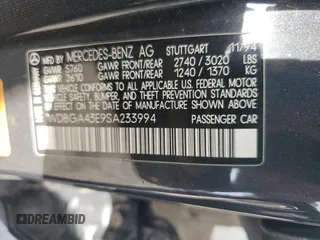 MERCEDES-BENZ AG STUTTGART 11/94
GVWR 5760 GAWR FRONT/REAR 2740 / 3020 LBS
GVWR 2610 GAWR FRONT/REAR 1240 / 1370 KG
WDBGA43E9SA233994 PASSENGER CAR
THIS VEHICLE CONFORMS TO ALL APPLICABLE FEDERAL
MOTOR VEHICLE SAFETY, BUMPER, AND THEFT PREVENTION
STANDARDS IN EFFECT ON THE DATE OF MANUFACTURE
SHOWN ABOVE.
DREAMBID